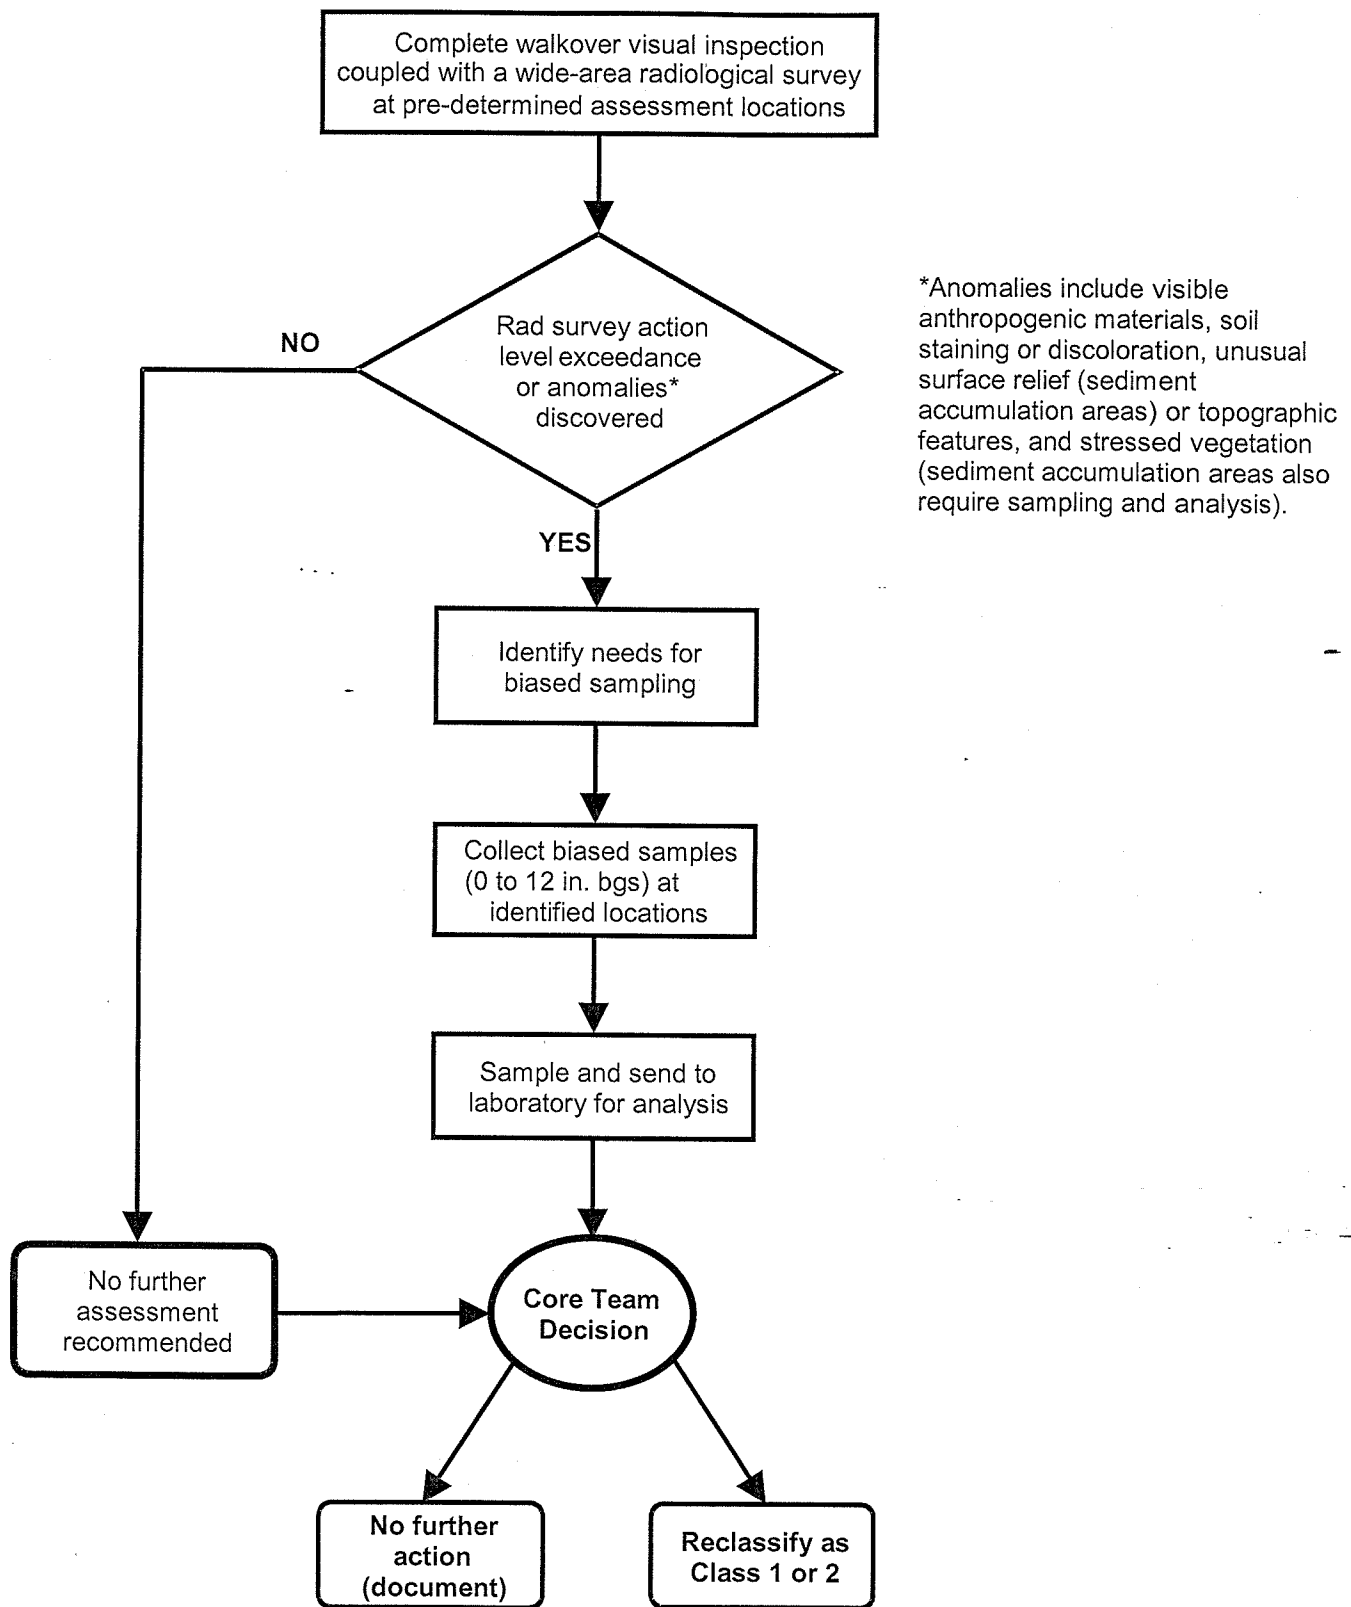 Complete walkover visual inspection
coupled with a wide-area radiological survey
at pre-determined assessment locations
Rad survey action
level exceedance
or anomalies*
discovered
NO
*Anomalies include visible
anthropogenic materials, soil
staining or discoloration, unusual
surface relief (sediment
accumulation areas) or topographic
features, and stressed vegetation
(sediment accumulation areas also
require sampling and analysis).
YES
Identify needs for
biased sampling
Collect biased samples
(0 to 12 in. bgs) at
identified locations
Sample and send to
laboratory for analysis
No further
assessment
recommended
Core Team
Decision
No further
action
(document)
Reclassify as
Class 1 or 2